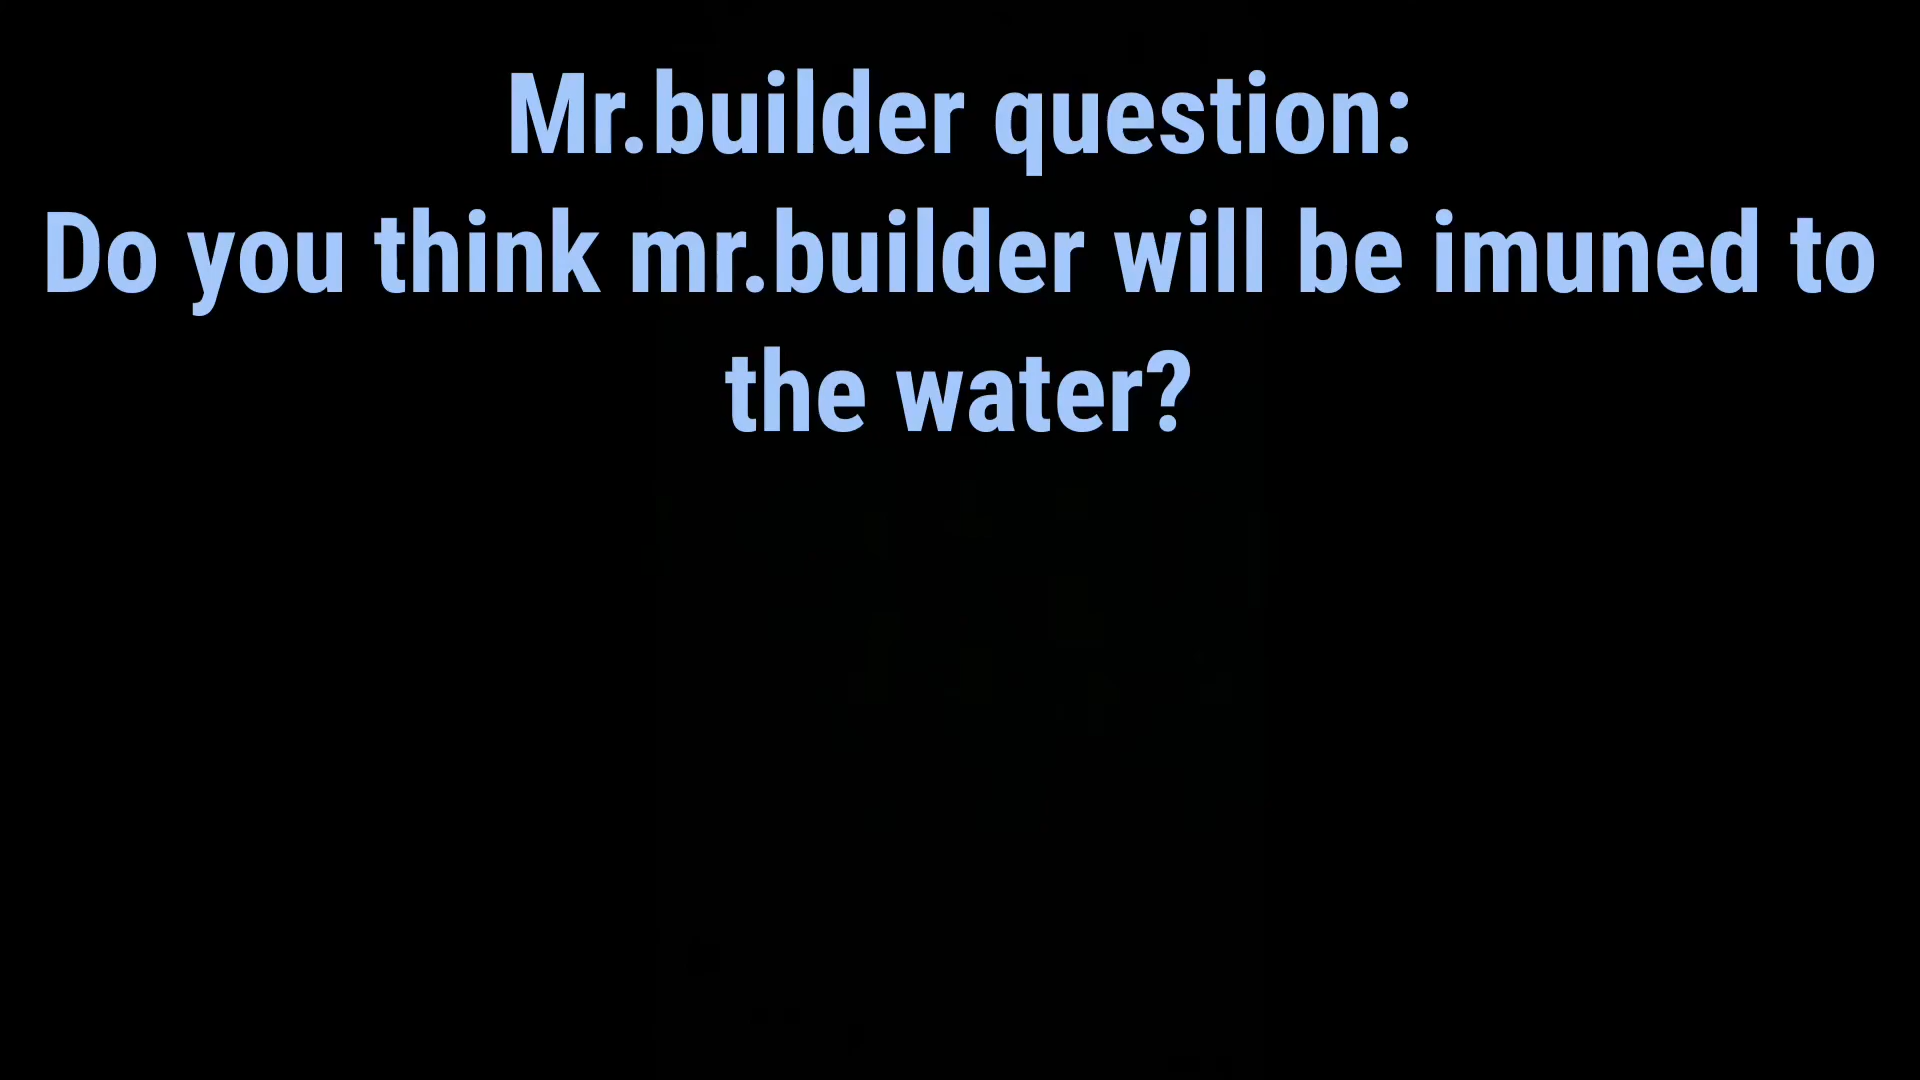 Mr.builder question:
Do you think mr.builder will be imuned to
the water?